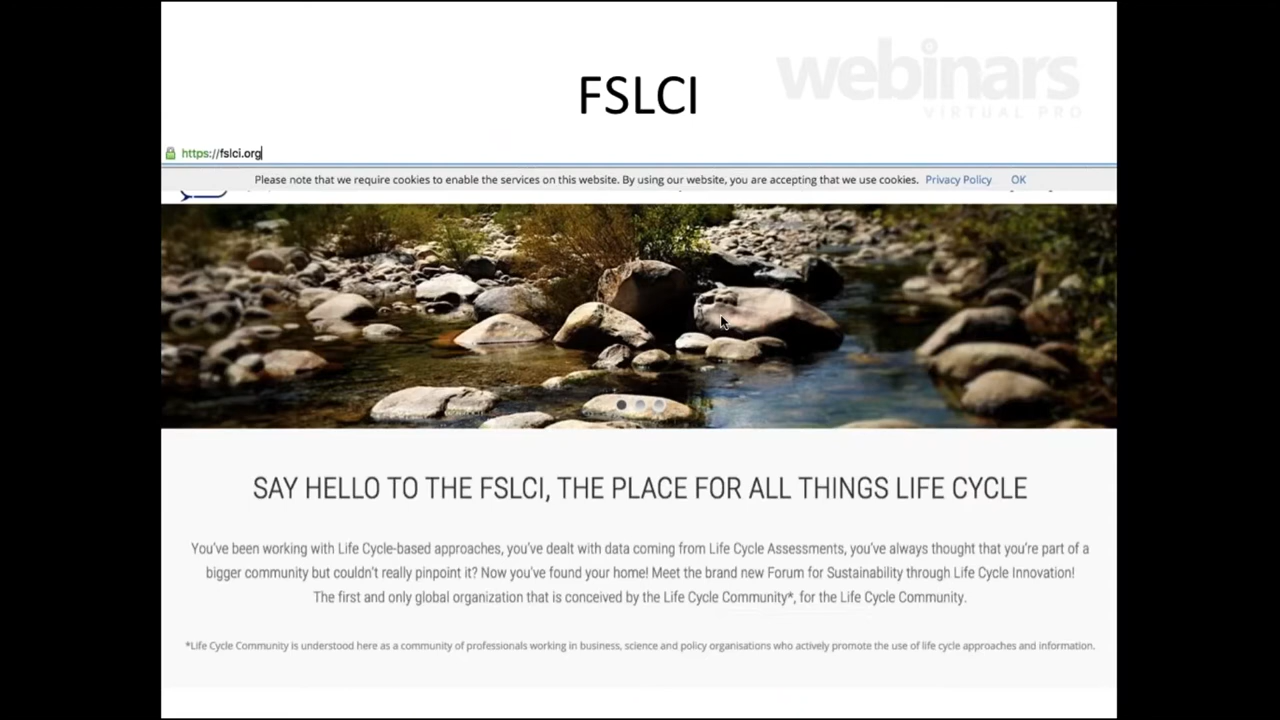 webinars
VIRTUAL PRO
FSLCI
https://fslci.org
Please note that we require cookies to enable the services on this website. By using our website, you are accepting that we use cookies. Privacy Policy OK
SAY HELLO TO THE FSLCI, THE PLACE FOR ALL THINGS LIFE CYCLE
You've been working with Life Cycle-based approaches, you've dealt with data coming from Life Cycle Assessments, you've always thought that you're part of a
bigger community but couldn't really pinpoint it? Now you've found your home! Meet the brand new Forum for Sustainability through Life Cycle Innovation!
The first and only global organization that is conceived by the Life Cycle Community*, for the Life Cycle Community.
*Life Cycle Community is understood here as a community of professionals working in business, science and policy organisations who actively promote the use of life cycle approaches and information.